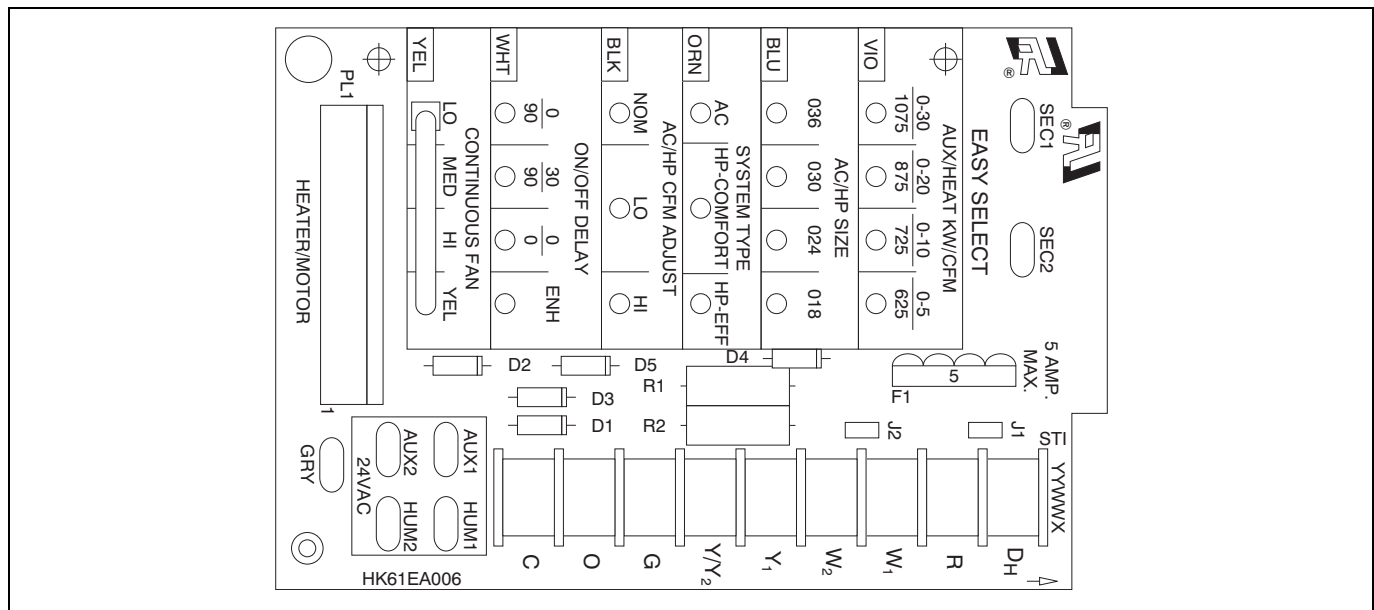 YEL
WHT
BLK
ORN
BLU
VIO
PL1
LO
MED
HI
YEL
CONTINUOUS FAN
0
90
30
90
0
0
ENH
ON/OFF DELAY
NOM
LO
HI
AC/HP CFM ADJUST
AC
HP-COMFORT
HP-EFF
SYSTEM TYPE
036
030
024
018
AC/HP SIZE
0-30
1075
0-20
875
0-10
725
0-5
625
AUX/HEAT KW/CFM
EASY SELECT
SEC1
SEC2
®
®
HEATER/MOTOR
1
D2
D5
D4
D3
D1
R1
R2
5
F1
5 AMP.
MAX.
J2
J1
STI
YYWWX
GRY
AUX2
AUX1
24VAC
HUM2
HUM1
C
O
G
Y/Y2
Y1
W2
W1
R
DH
HK61EA006